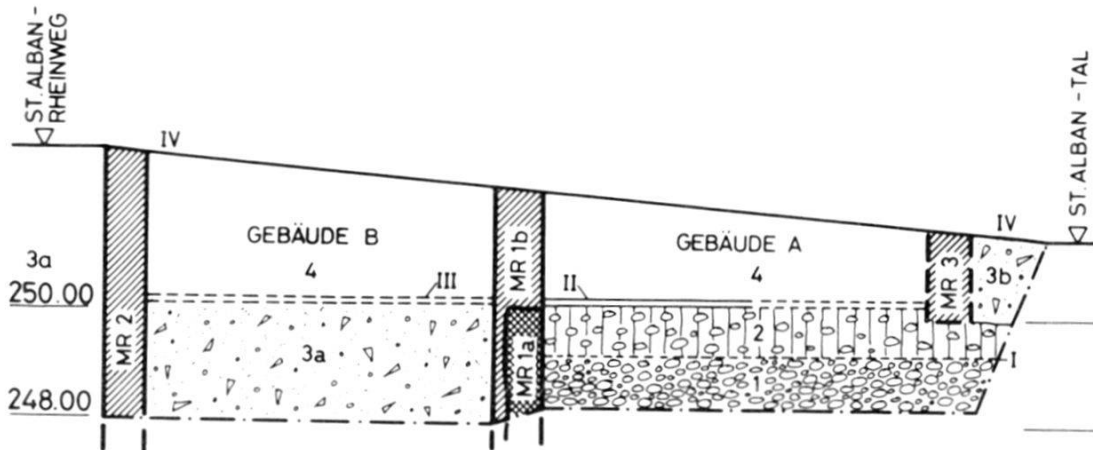 ST. ALBAN-
RHEINWEG
ST. ALBAN-TAL
IV
IV
GEBÄUDE B
GEBÄUDE A
4
4
3a
III
II
250.00
MR 2
MR 1b
MR 3
3b
3a
MR 1a
2
I
1
248.00